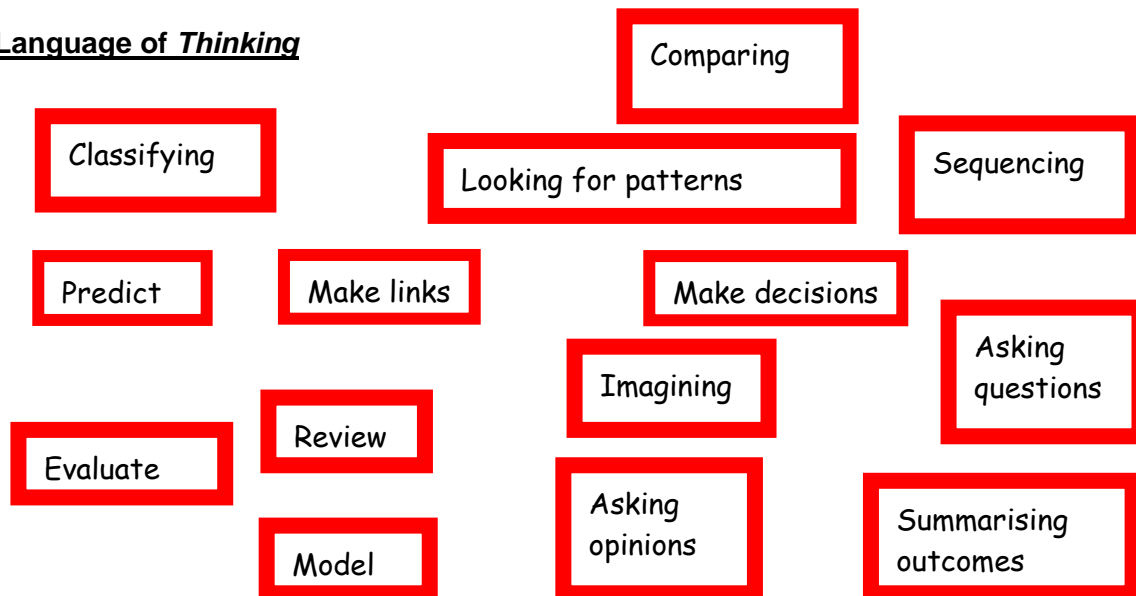 Language of Thinking
Comparing
Classifying
Looking for patterns
Sequencing
Predict
Make links
Make decisions
Asking
questions
Imagining
Review
Evaluate
Asking
opinions
Summarising
outcomes
Model